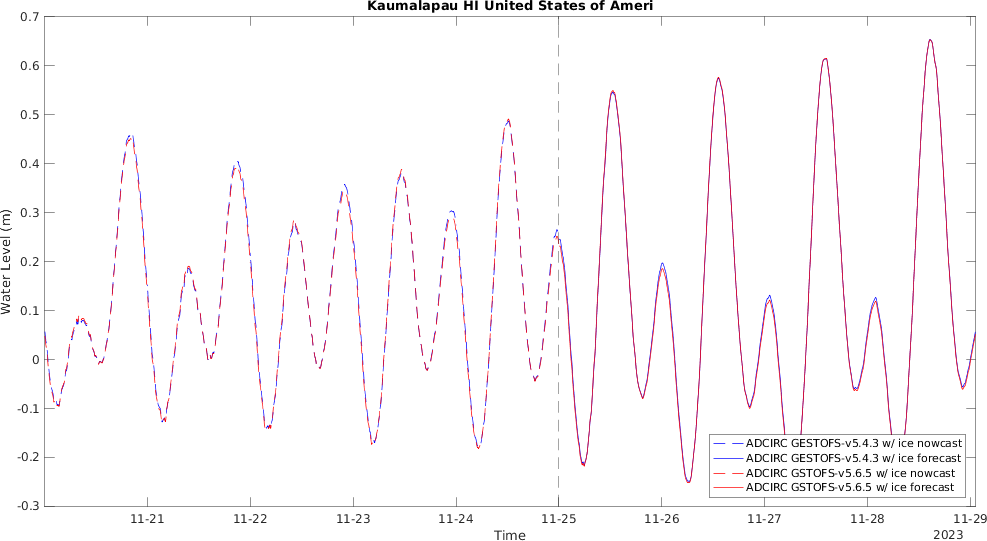 Kaumalapau HI United States of Ameri
0.7
0.6
0.5
0.4
0.3
0.2
0.1
0
-0.1
-0.2
-0.3
Water Level (m)
ADCIRC GESTOFS-v5.4.3 w/ ice nowcast
ADCIRC GESTOFS-v5.4.3 w/ ice forecast
ADCIRC GSTOFS-v5.6.5 w/ ice nowcast
ADCIRC GSTOFS-v5.6.5 w/ ice forecast
11-21 11-22 11-23 11-24 11-25 11-26 11-27 11-28 11-29
Time
2023